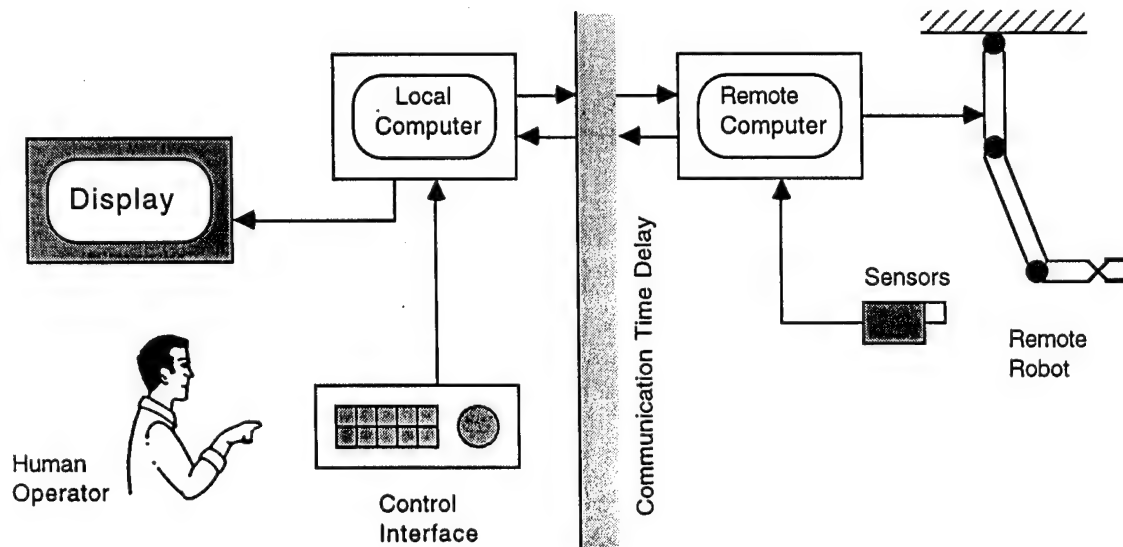 Local
Computer
Remote
Computer
Display
Communication Time Delay
Sensors
Remote
Robot
Human
Operator
Control
Interface